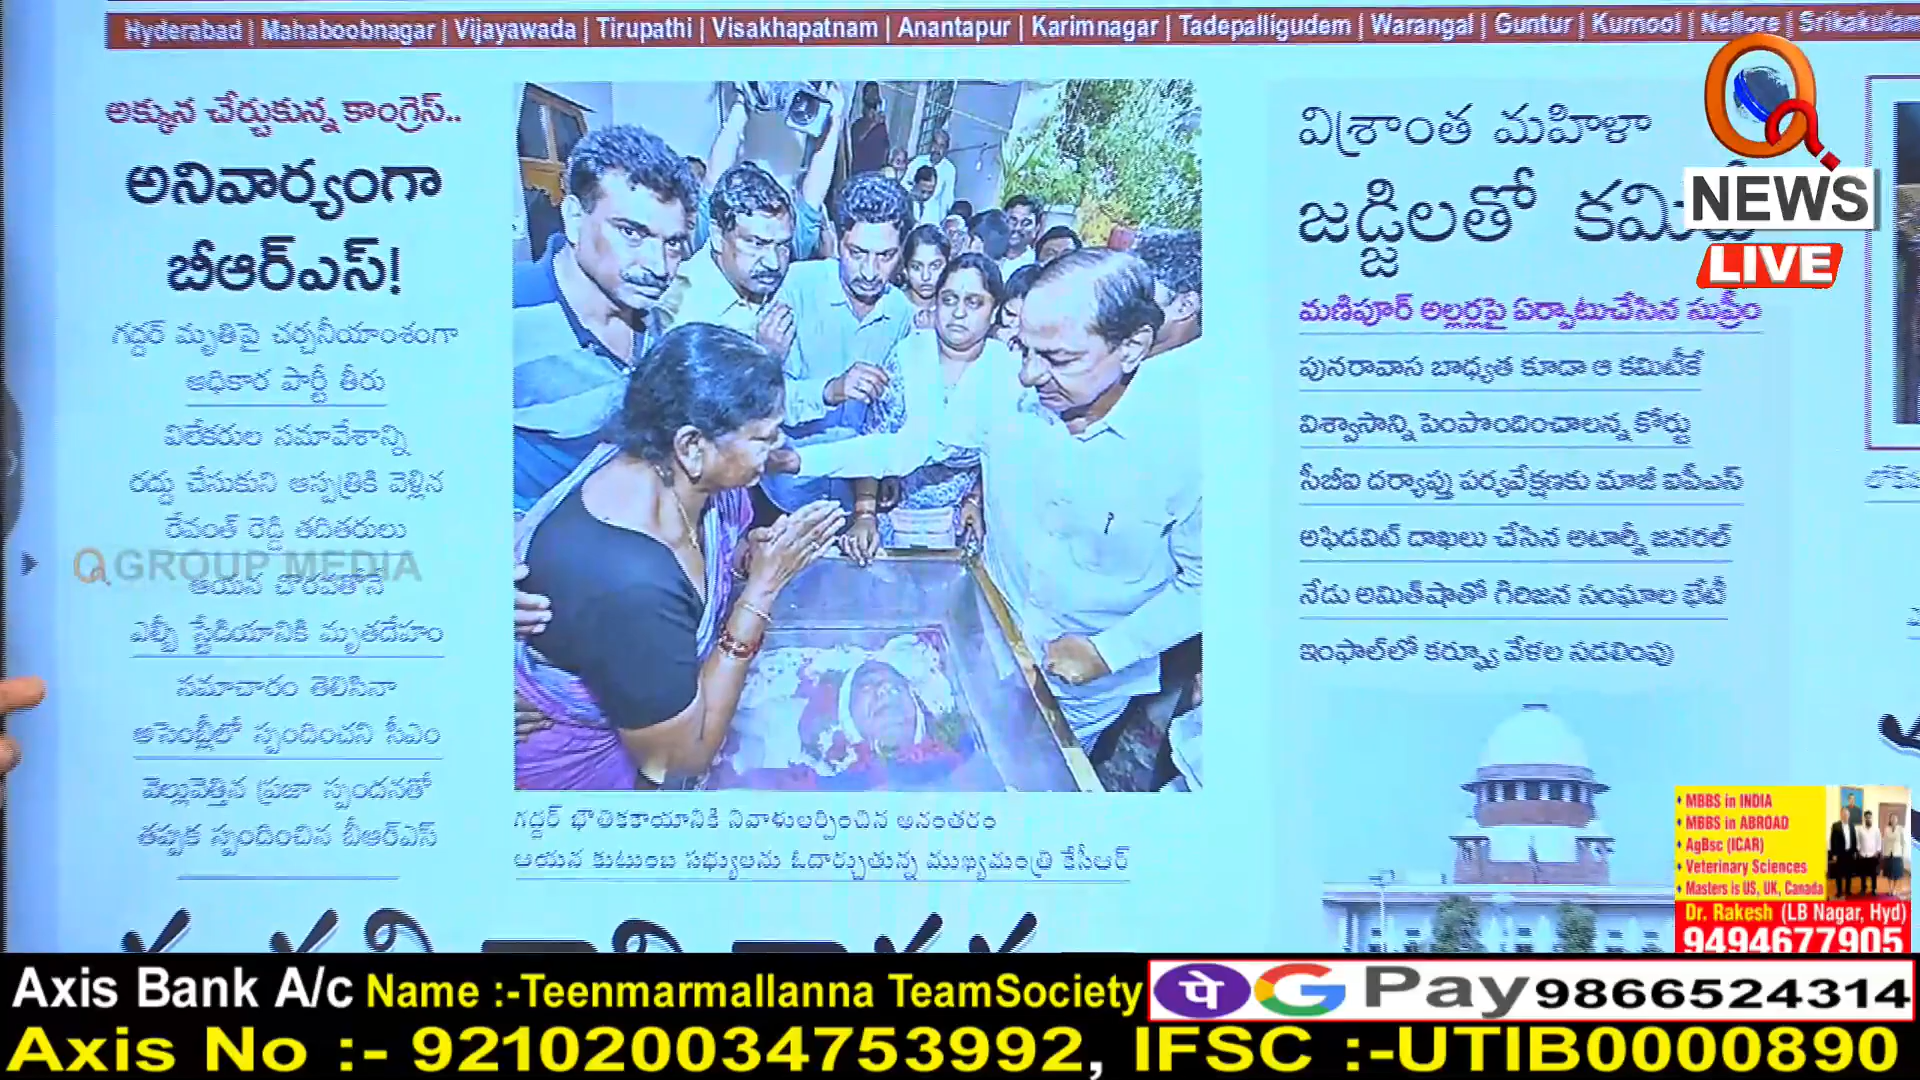 Hyderabad | Mahaboobnagar | Vijayawada | Tirupathi | Visakhapatnam | Anantapur | Karimnagar | Tadepalligudem | Warangal | Guntur | Kurnool | Nellore | Srikakulam
అక్కున చేర్చుకున్న కాంగ్రెస్..
అనివార్యంగా
బీఆర్ఎస్!
గద్దర్ మృతిపై చర్చనీయాంశంగా
అధికార పార్టీ తీరు
విలేకరుల సమావేశాన్ని
రద్దు చేసుకుని ఆస్పత్రికి వెళ్లిన
రేవంత్ రెడ్డి తదితరులు
ఆయన చొరవతోనే
ఎల్బీ స్టేడియానికి మృతదేహం
సమాచారం తెలిసినా
అసెంబ్లీలో స్పందించని సీఎం
వెల్లువెత్తిన ప్రజా స్పందనతో
తప్పక స్పందించిన బీఆర్ఎస్
Q GROUP MEDIA
గద్దర్ భౌతికకాయానికి నివాళులర్పించిన అనంతరం
ఆయన కుటుంబ సభ్యులను ఓదార్చుతున్న ముఖ్యమంత్రి కేసీఆర్
విశ్రాంత మహిళా
జడ్జిలతో
మణిపూర్ అల్లర్లపై ఏర్పాటుచేసిన సుప్రీం
పునరావాస బాధ్యత కూడా ఆ కమిటీకే
విశ్వాసాన్ని పెంపొందించాలన్న కోర్టు
సీబీఐ దర్యాప్తు పర్యవేక్షణకు మాజీ ఐపీఎస్
అఫిడవిట్ దాఖలు చేసిన అటార్నీ జనరల్
నేడు అమిత్‌షాతో గిరిజన సంఘాల భేటీ
ఇంఫాల్‌లో కర్ఫ్యూ వేళల సడలింపు
Q
NEWS
LIVE
• MBBS in INDIA
• MBBS in ABROAD
• AgBsc (ICAR)
• Veterinary Sciences
• Masters is US, UK, Canada
Dr. Rakesh (LB Nagar, Hyd)
9494677905
Axis Bank A/c Name :-Teenmarmallanna TeamSociety पे G Pay 9866524314
Axis No :- 921020034753992, IFSC :-UTIB0000890